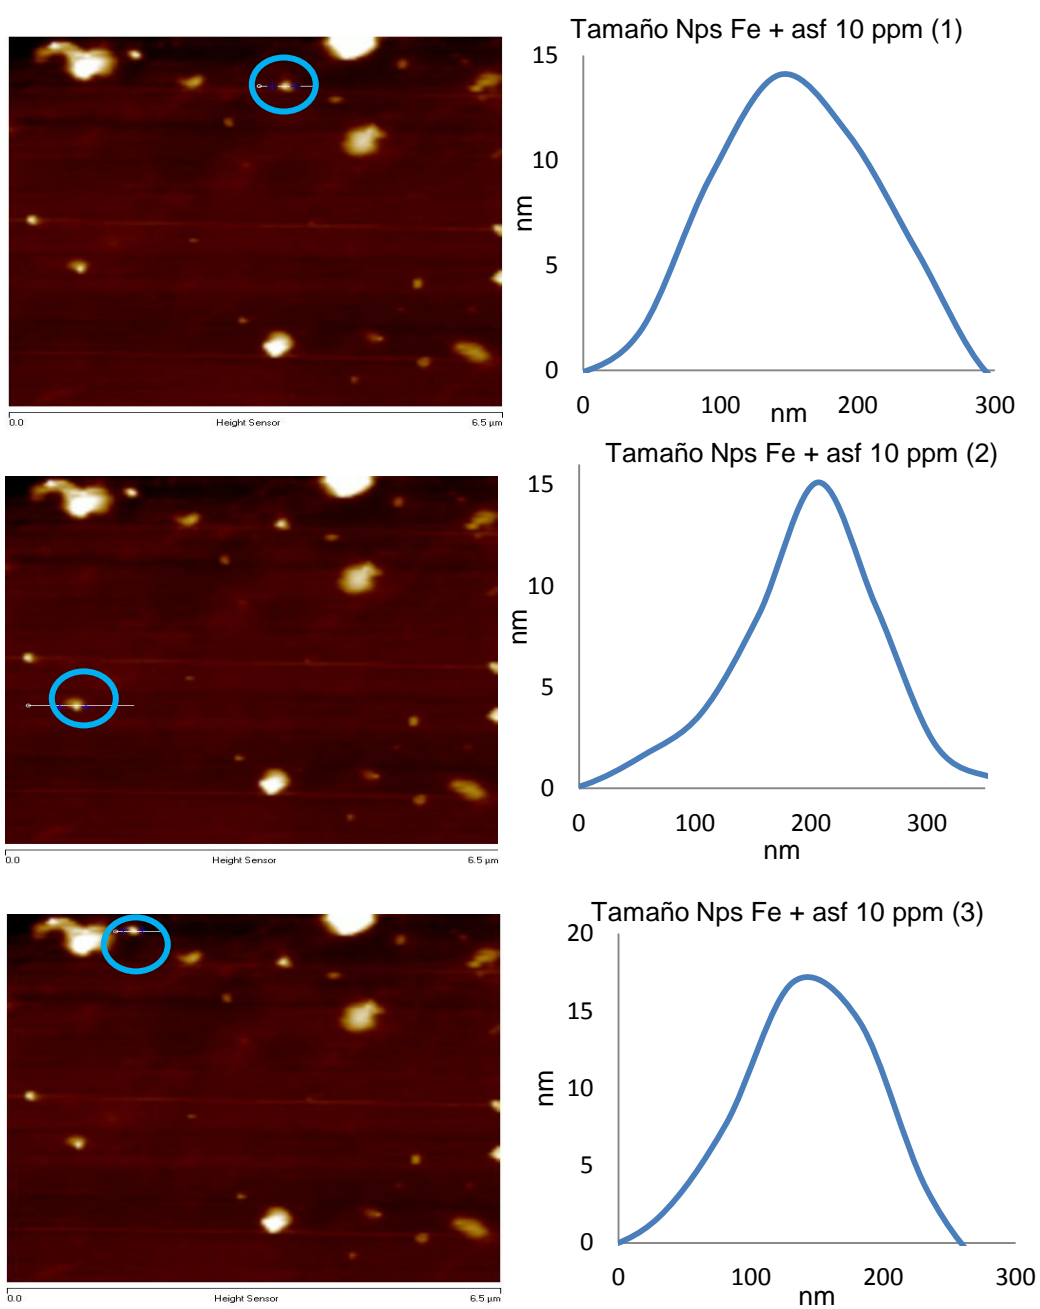 Tamaño Nps Fe + asf 10 ppm (1)
15
10
5
0
nm
0 100 200 300
nm
0.0 Height Sensor 6.5 µm
Tamaño Nps Fe + asf 10 ppm (2)
15
10
5
0
nm
0 100 200 300
nm
0.0 Height Sensor 6.5 µm
Tamaño Nps Fe + asf 10 ppm (3)
20
15
10
5
0
nm
0 100 200 300
nm
0.0 Height Sensor 6.5 µm